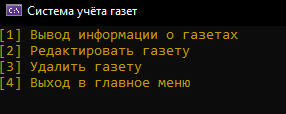 Система учёта газет
[1] Вывод информации о газетах
[2] Редактировать газету
[3] Удалить газету
[4] Выход в главное меню